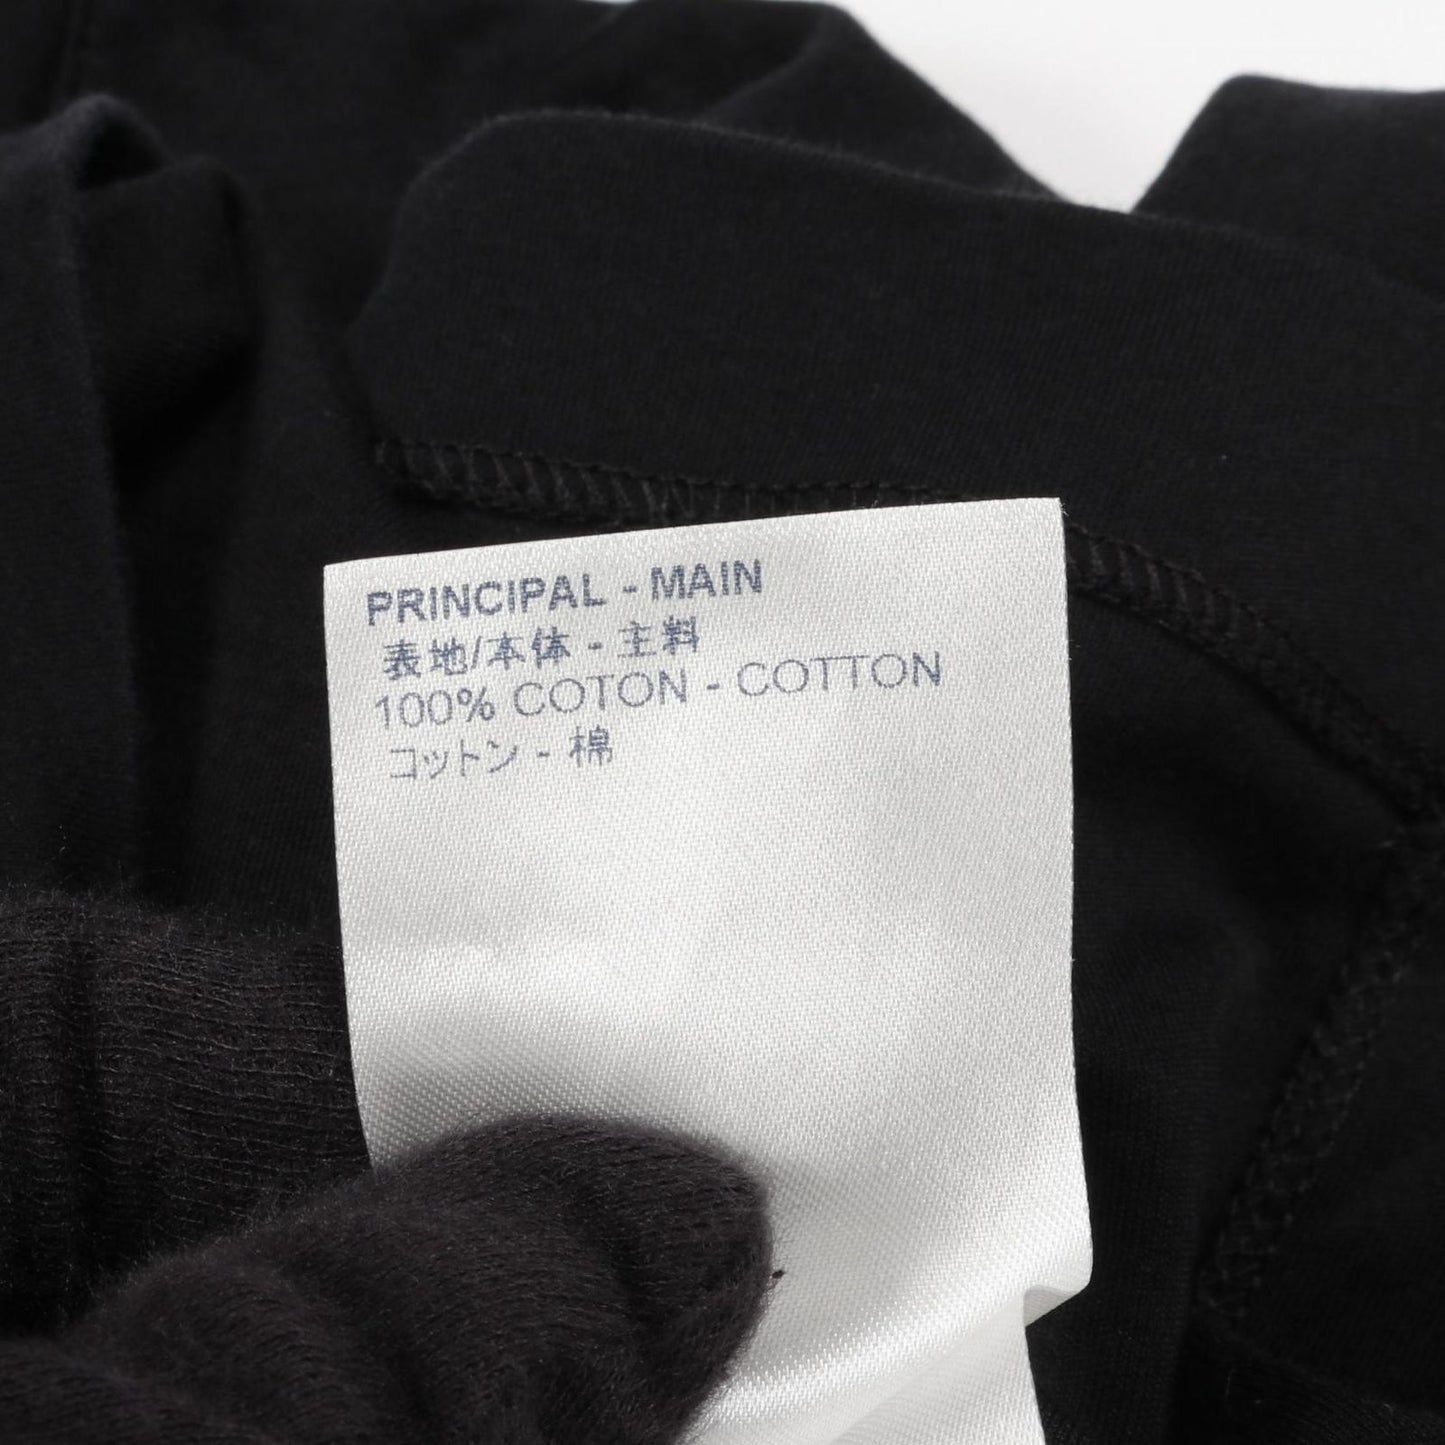 PRINCIPAL - MAIN
表地/本体 - 主料
100% COTON - COTTON
コットン - 棉